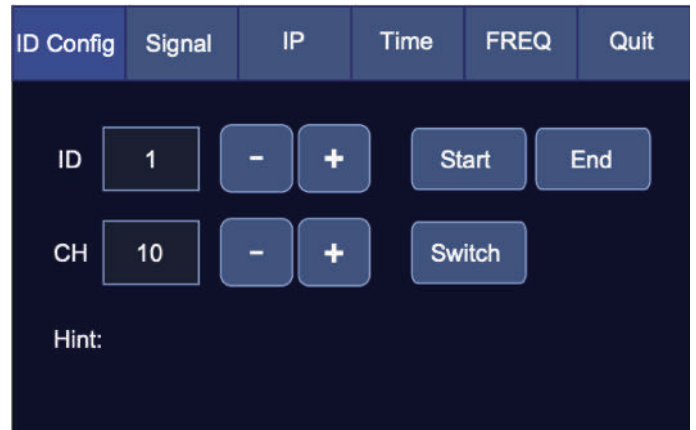 ID Config Signal IP Time FREQ Quit
ID 1 - + Start End
CH 10 - + Switch
Hint: